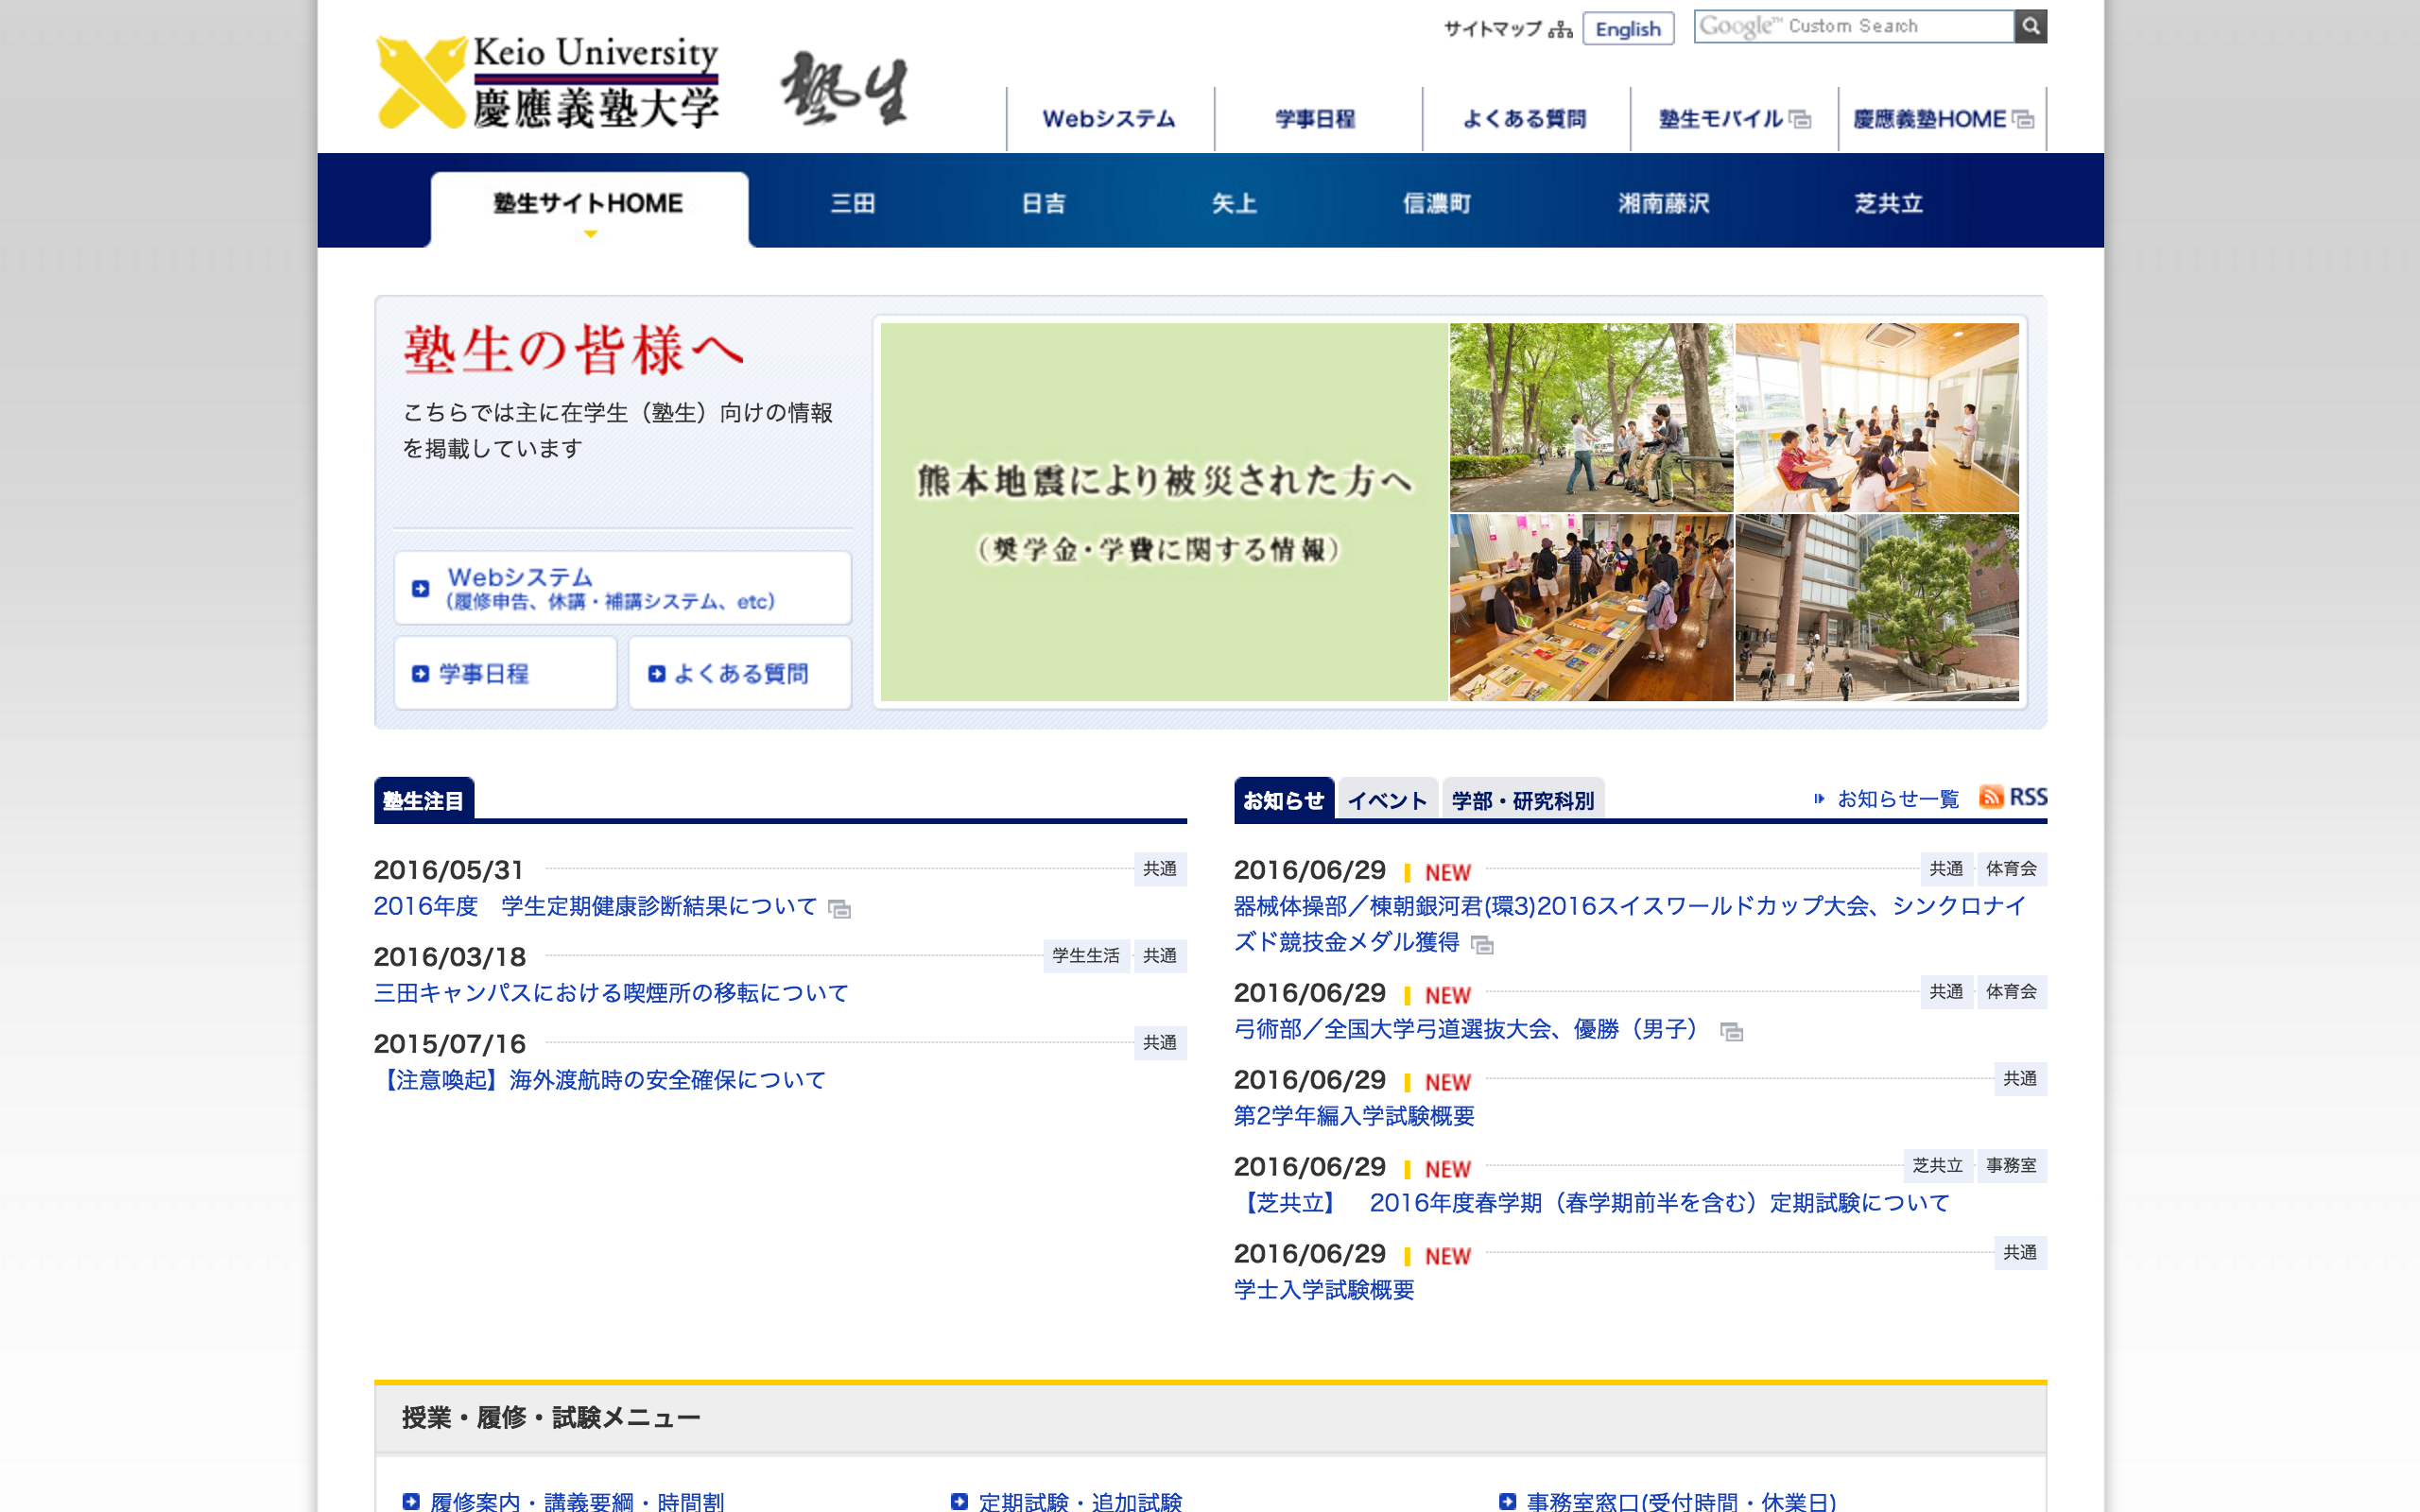 Keio University
慶應義塾大学
塾生
サイトマップ
English
Google™ Custom Search
Webシステム
学事日程
よくある質問
塾生モバイル
慶應義塾HOME
塾生サイトHOME
三田
日吉
矢上
信濃町
湘南藤沢
芝共立
塾生の皆様へ
こちらでは主に在学生（塾生）向けの情報
を掲載しています
Webシステム
（履修申告、休講・補講システム、etc）
学事日程
よくある質問
熊本地震により被災された方へ
（奨学金・学費に関する情報）
塾生注目
2016/05/31 共通
2016年度　学生定期健康診断結果について
2016/03/18 学生生活 共通
三田キャンパスにおける喫煙所の移転について
2015/07/16 共通
【注意喚起】海外渡航時の安全確保について
お知らせ イベント 学部・研究科別 お知らせ一覧 RSS
2016/06/29 NEW 共通 体育会
器械体操部／棟朝銀河君(環3)2016スイスワールドカップ大会、シンクロナイ
ズド競技金メダル獲得
2016/06/29 NEW 共通 体育会
弓術部／全国大学弓道選抜大会、優勝（男子）
2016/06/29 NEW 共通
第2学年編入学試験概要
2016/06/29 NEW 芝共立 事務室
【芝共立】　2016年度春学期（春学期前半を含む）定期試験について
2016/06/29 NEW 共通
学士入学試験概要
授業・履修・試験メニュー
履修案内・講義要綱・時間割
定期試験・追加試験
事務室窓口(受付時間・休業日)